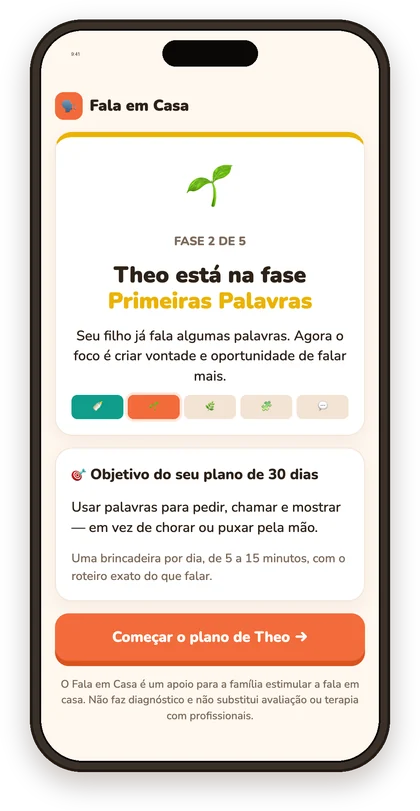 9:41
Fala em Casa
FASE 2 DE 5
Theo está na fase
Primeiras Palavras
Seu filho já fala algumas palavras. Agora o
foco é criar vontade e oportunidade de falar
mais.
Objetivo do seu plano de 30 dias
Usar palavras para pedir, chamar e mostrar
— em vez de chorar ou puxar pela mão.
Uma brincadeira por dia, de 5 a 15 minutos, com o
roteiro exato do que falar.
Começar o plano de Theo →
O Fala em Casa é um apoio para a família estimular a fala em
casa. Não faz diagnóstico e não substitui avaliação ou terapia
com profissionais.